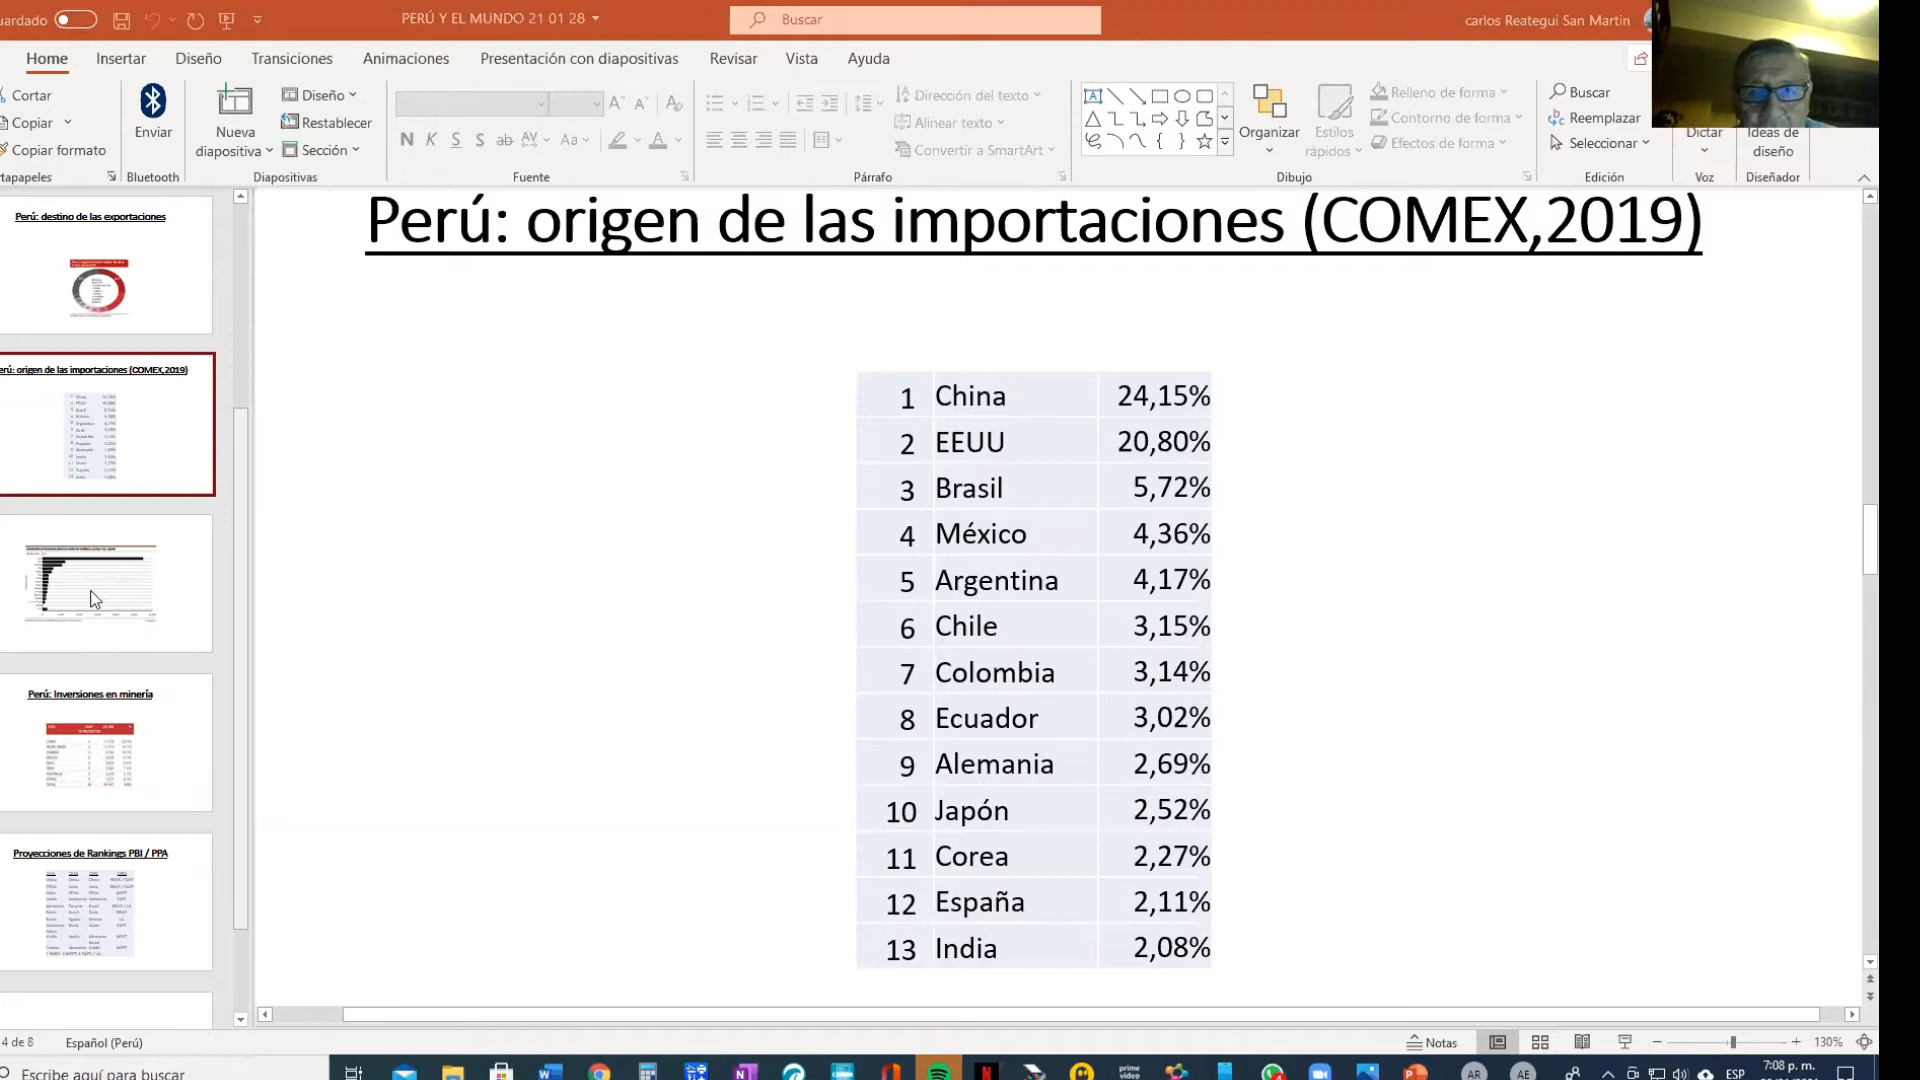 uardado
PERÚ Y EL MUNDO 21 01 28
Buscar
carlos Reategui San Martin
Home Insertar Diseño Transiciones Animaciones Presentación con diapositivas Revisar Vista Ayuda
Cortar
Copiar
Copiar formato
tapapeles
Enviar
Bluetooth
Nueva
diapositiva
Diseño
Restablecer
Sección
Diapositivas
N K S S ab AV Aa A
Fuente
Dirección del texto
Alinear texto
Convertir a SmartArt
Párrafo
Organizar
Estilos
rápidos
Relleno de forma
Contorno de forma
Efectos de forma
Dibujo
Buscar
Reemplazar
Seleccionar
Edición
Dictar
Voz
Ideas de
diseño
Diseñador
Perú: destino de las exportaciones
erú: origen de las importaciones (COMEX,2019)
Perú: Inversiones en minería
Proyecciones de Rankings PBI / PPA
Perú: origen de las importaciones (COMEX,2019)
1 China 24,15%
2 EEUU 20,80%
3 Brasil 5,72%
4 México 4,36%
5 Argentina 4,17%
6 Chile 3,15%
7 Colombia 3,14%
8 Ecuador 3,02%
9 Alemania 2,69%
10 Japón 2,52%
11 Corea 2,27%
12 España 2,11%
13 India 2,08%
4 de 8 Español (Perú) Notas 130%
Escribe aquí para buscar
prime
video
AR
AE
ESP
7:08 p. m.